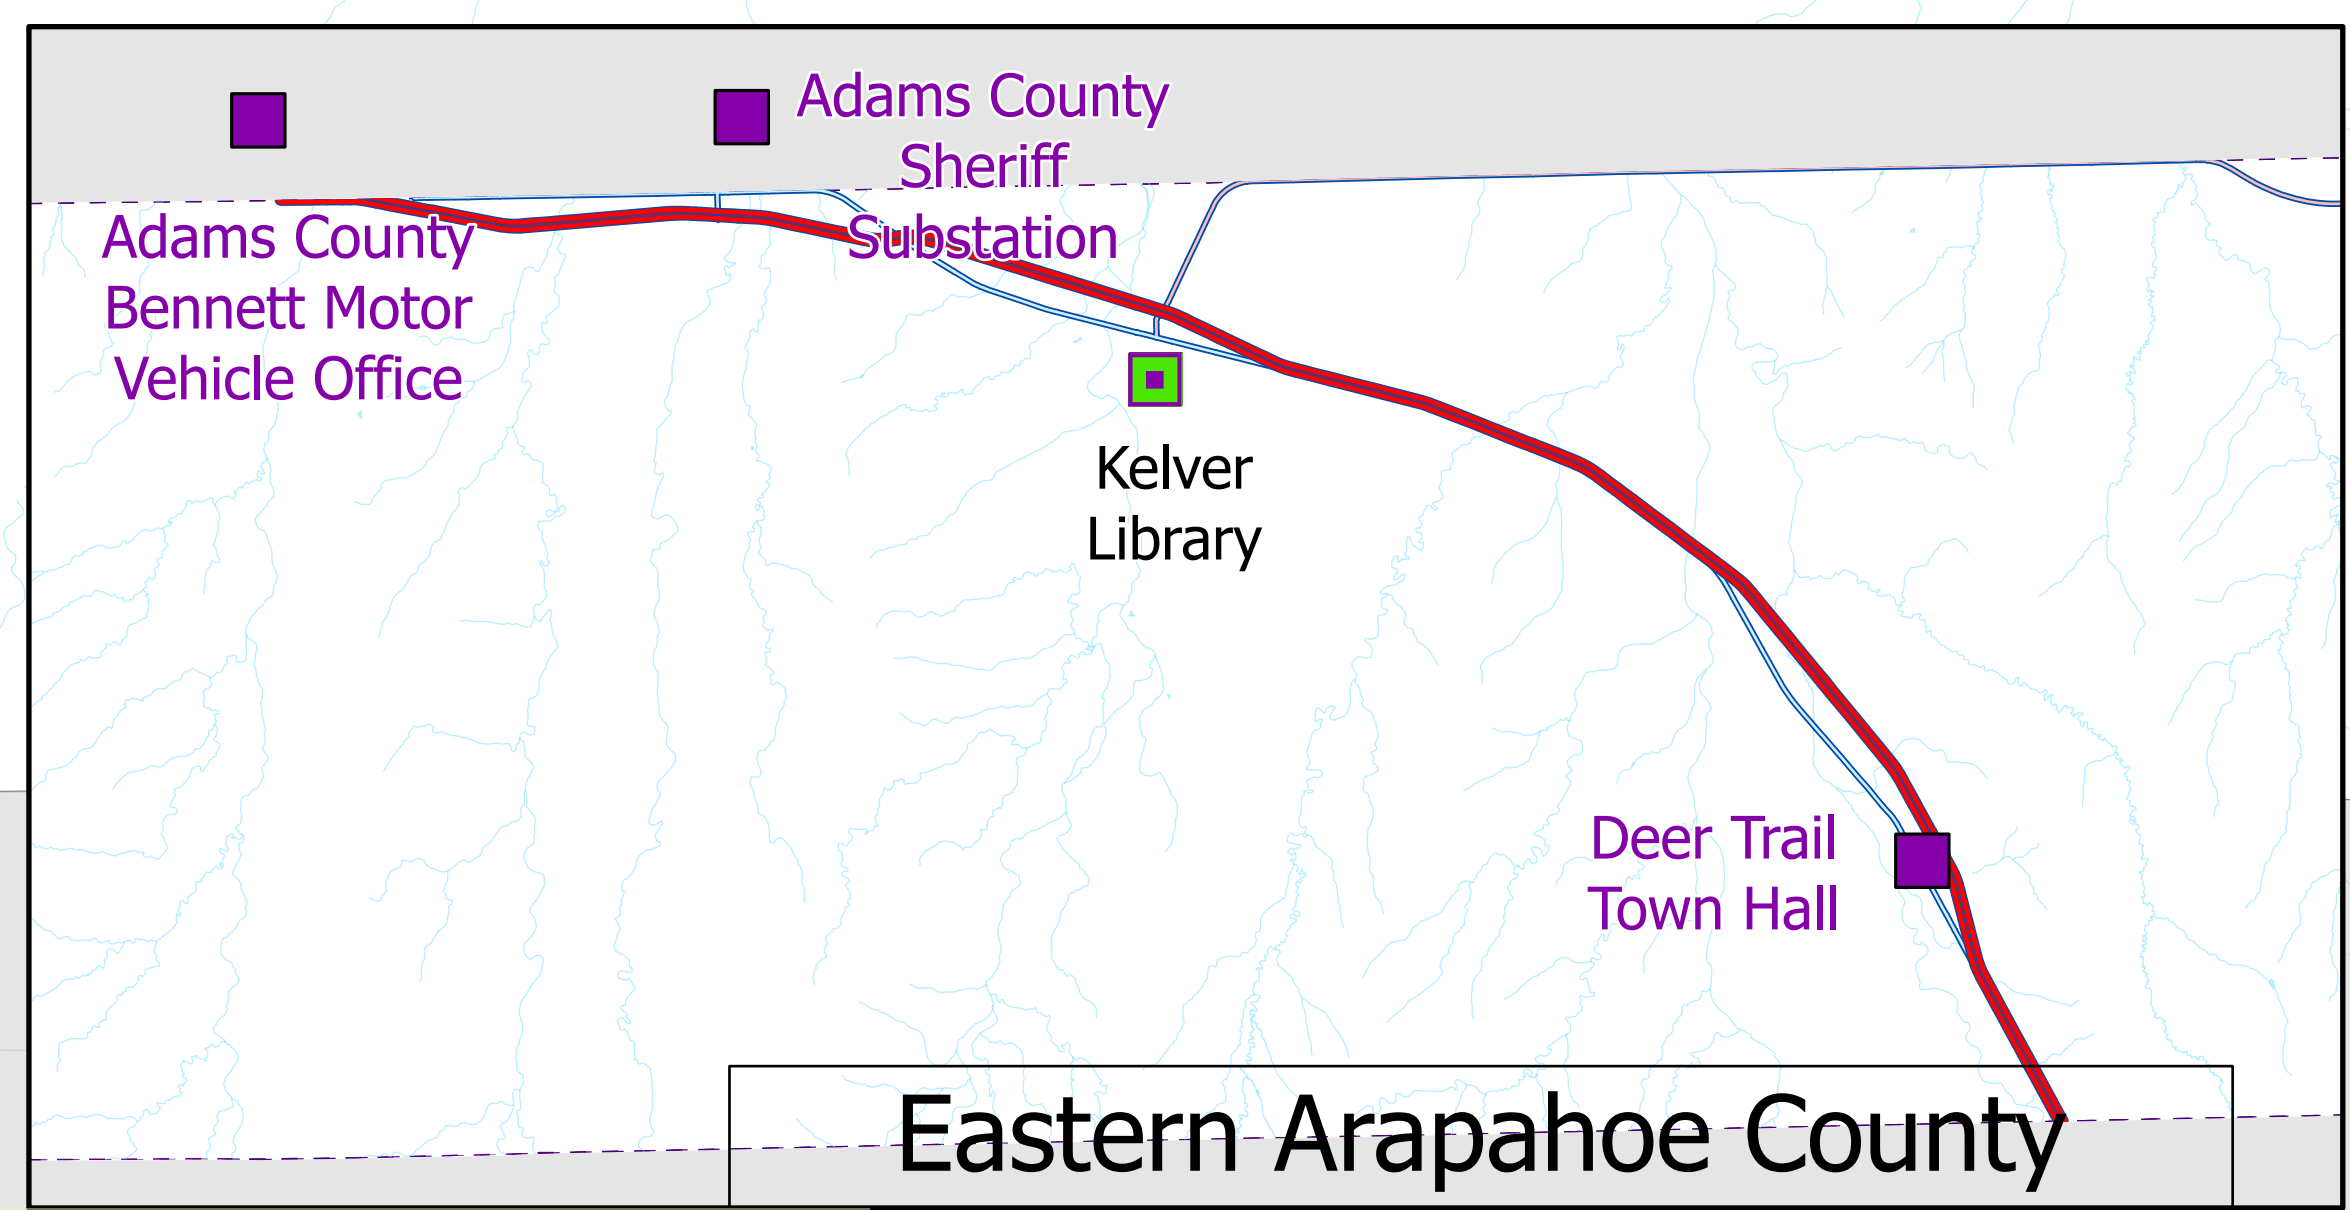 Adams County
Sheriff
Substation
Adams County
Bennett Motor
Vehicle Office
Kelver
Library
Deer Trail
Town Hall
Eastern Arapahoe County